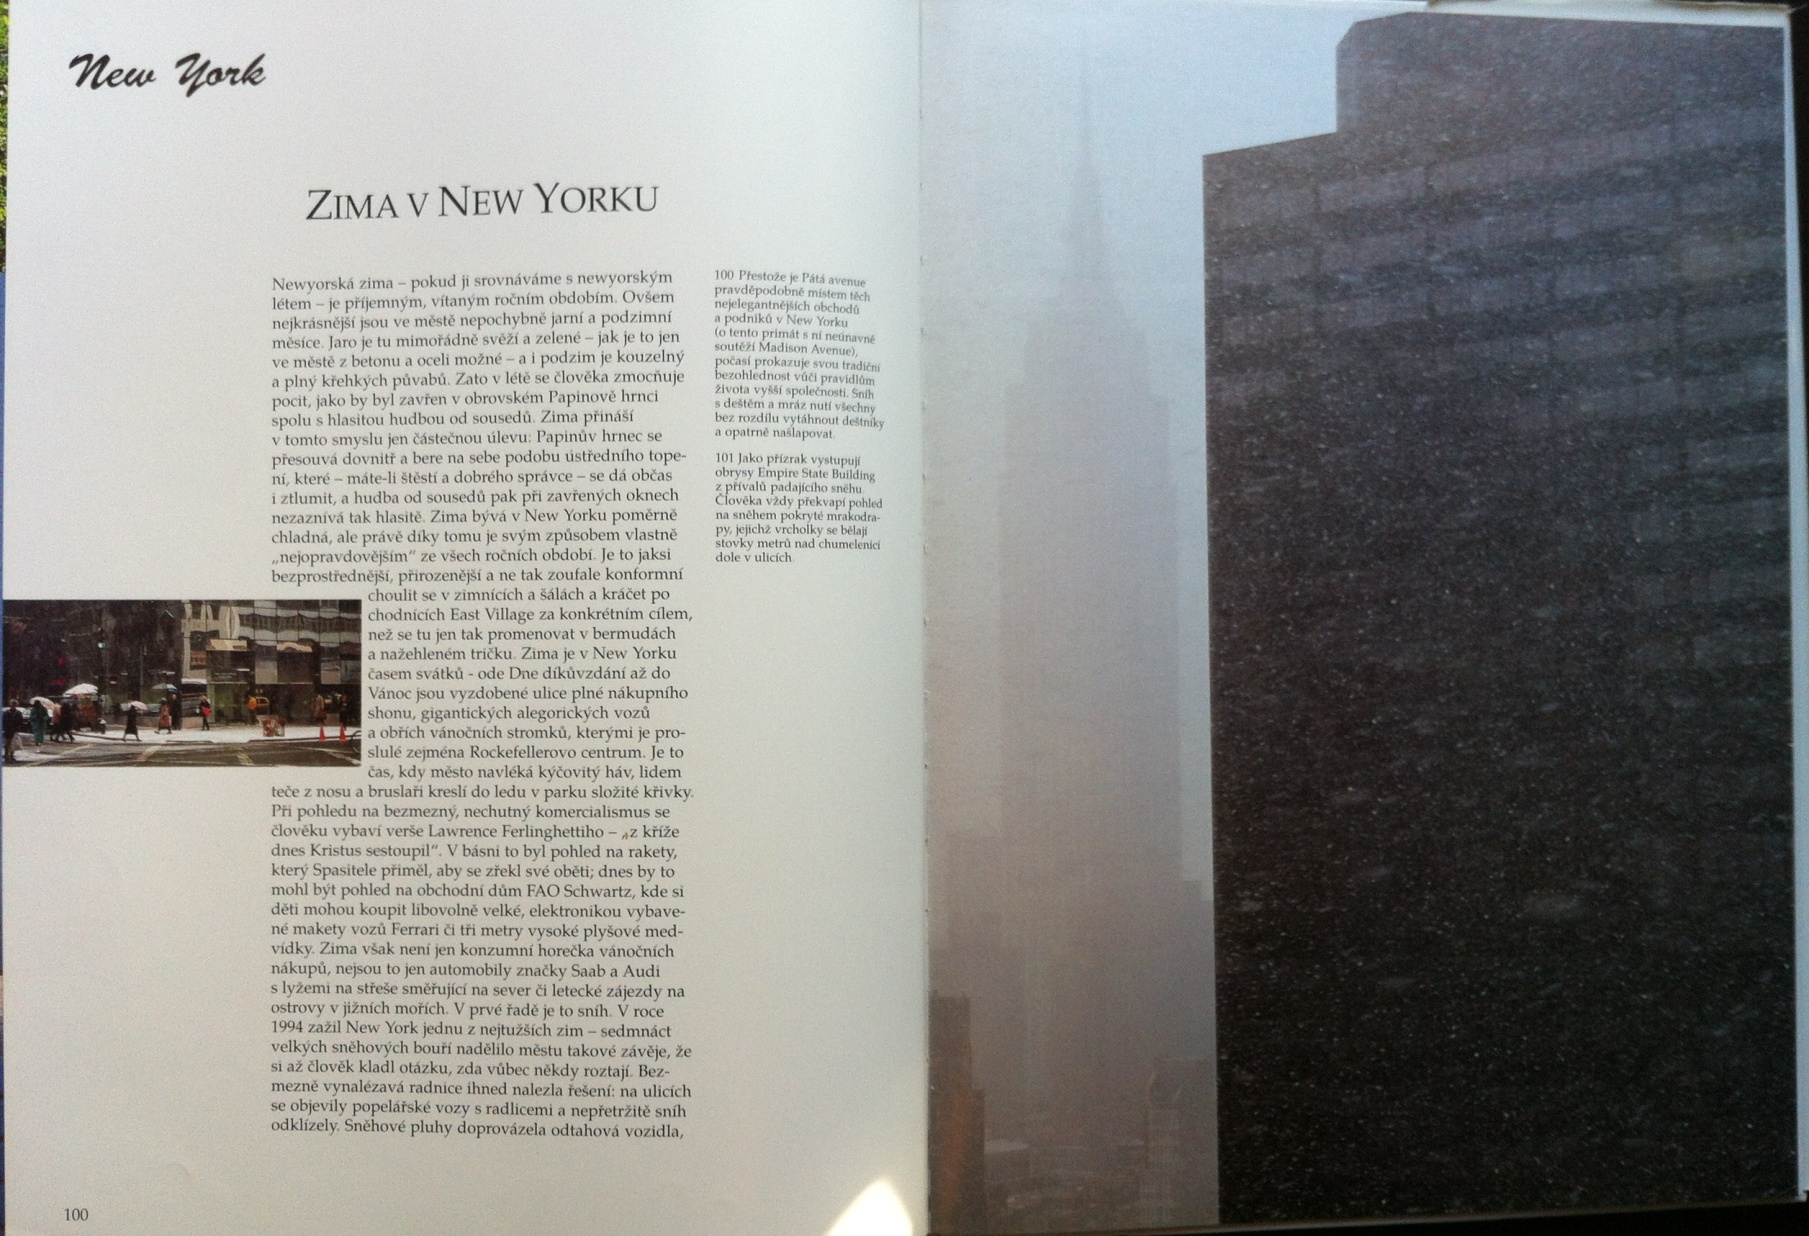 New York
ZIMA V NEW YORKU
Newyorská zima – pokud ji srovnáváme s newyorským
létem – je příjemným, vítaným ročním obdobím. Ovšem
nejkrásnější jsou ve městě nepochybně jarní a podzimní
měsíce. Jaro je tu mimořádně svěží a zelené – jak je to jen
ve městě z betonu a oceli možné – a i podzim je kouzelný
a plný křehkých půvabů. Zato v létě se člověka zmocňuje
pocit, jako by byl zavřen v obrovském Papinově hrnci
spolu s hlasitou hudbou od sousedů. Zima přináší
v tomto smyslu jen částečnou úlevu: Papinův hrnec se
přesouvá dovnitř a bere na sebe podobu ústředního tope-
ní, které – máte-li štěstí a dobrého správce – se dá občas
i ztlumit, a hudba od sousedů pak při zavřených oknech
nezaznívá tak hlasitě. Zima bývá v New Yorku poměrně
chladná, ale právě díky tomu je svým způsobem vlastně
„nejopravdovějším“ ze všech ročních období. Je to jaksi
bezprostřednější, přirozenější a ne tak zoufale konformní
choulit se v zimnících a šálách a kráčet po
chodnících East Village za konkrétním cílem,
než se tu jen tak promenovat v bermudách
a nažehleném tričku. Zima je v New Yorku
časem svátků - ode Dne díkůvzdání až do
Vánoc jsou vyzdobené ulice plné nákupního
shonu, gigantických alegorických vozů
a obřích vánočních stromků, kterými je pro-
slulé zejména Rockefellerovo centrum. Je to
čas, kdy město navléká kýčovitý háv, lidem
teče z nosu a bruslaři kreslí do ledu v parku složité křivky.
Při pohledu na bezmezný, nechutný komercialismus se
člověku vybaví verše Lawrence Ferlinghettiho – „z kříže
dnes Kristus sestoupil“. V básni to byl pohled na rakety,
který Spasitele přiměl, aby se zřekl své oběti; dnes by to
mohl být pohled na obchodní dům FAO Schwartz, kde si
děti mohou koupit libovolně velké, elektronikou vybave-
né makety vozů Ferrari či tři metry vysoké plyšové med-
vídky. Zima však není jen konzumní horečka vánočních
nákupů, nejsou to jen automobily značky Saab a Audi
s lyžemi na střeše směřující na sever či letecké zájezdy na
ostrovy v jižních mořích. V prvé řadě je to sníh. V roce
1994 zažil New York jednu z nejtužších zim – sedmnáct
velkých sněhových bouří nadělilo městu takové závěje, že
si až člověk kladl otázku, zda vůbec někdy roztají. Bez-
mezně vynalézavá radnice ihned nalezla řešení: na ulicích
se objevily popelářské vozy s radlicemi a nepřetržitě sníh
odklízely. Sněhové pluhy doprovázela odtahová vozidla,
100 Přestože je Pátá avenue
pravděpodobně místem těch
nejelegantnějších obchodů
a podniků v New Yorku
(o tento primát s ní neúnavně
soutěží Madison Avenue),
počasí prokazuje svou tradiční
bezohlednost vůči pravidlům
života vyšší společnosti. Sníh
s deštěm a mráz nutí všechny
bez rozdílu vytáhnout deštníky
a opatrně našlapovat.
101 Jako přízrak vystupují
obrysy Empire State Building
z přívalů padajícího sněhu.
Člověka vždy překvapí pohled
na sněhem pokryté mrakodra-
py, jejichž vrcholky se bělají
stovky metrů nad chumelenicí
dole v ulicích.
100